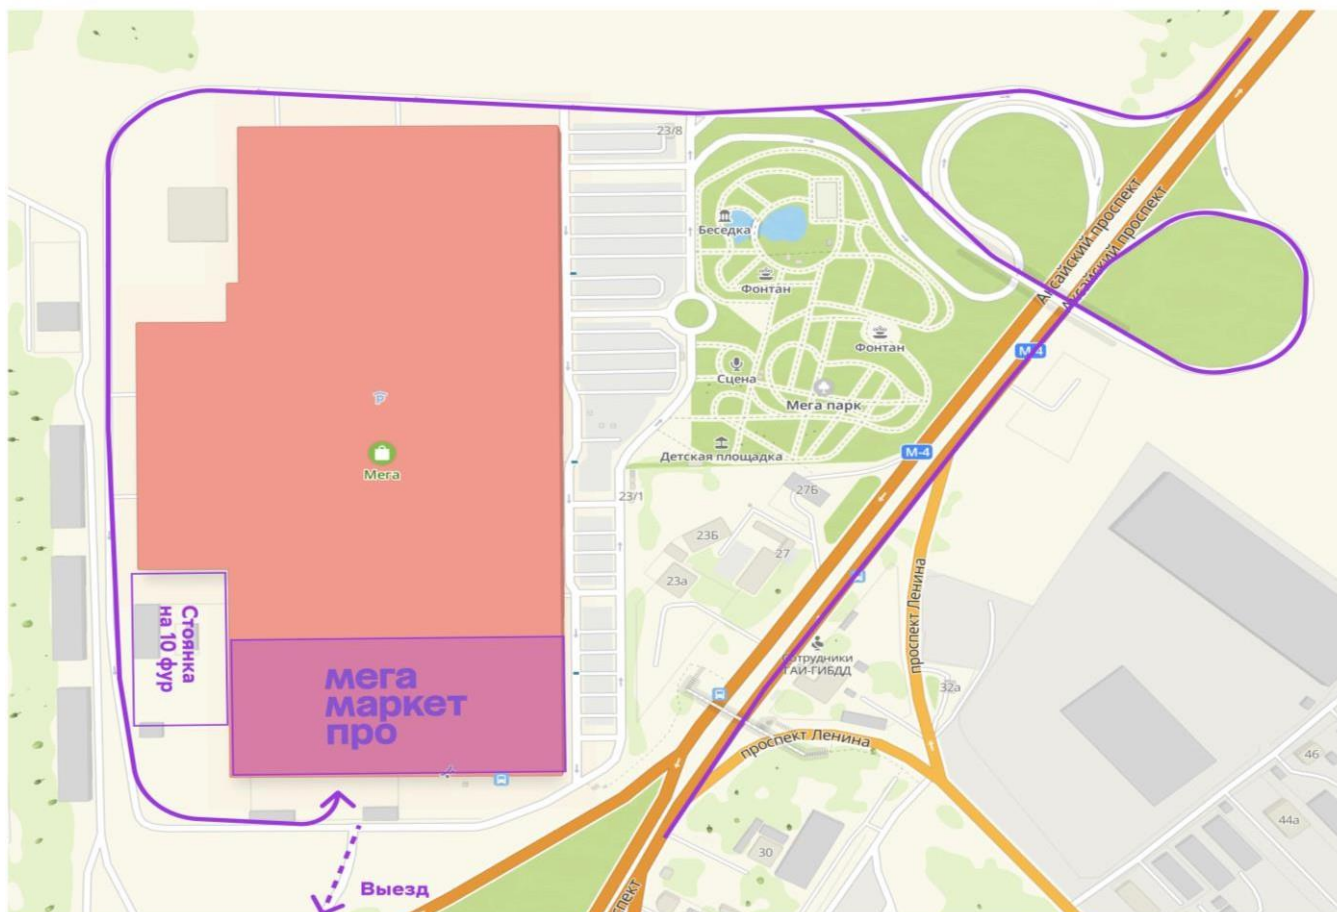 23/8
Беседка
Фонтан
Фонтан
Сцена
Мега парк
Детская площадка
Аксайский проспект
Аксайский проспект
М-4
М-4
Мега
23/1
27Б
23Б
27
23а
проспект Ленина
Сотрудники
ГАИ-ГИБДД
32а
проспект Ленина
Стоянка
на 10 фур
мега
маркет
про
46
44а
30
Выезд